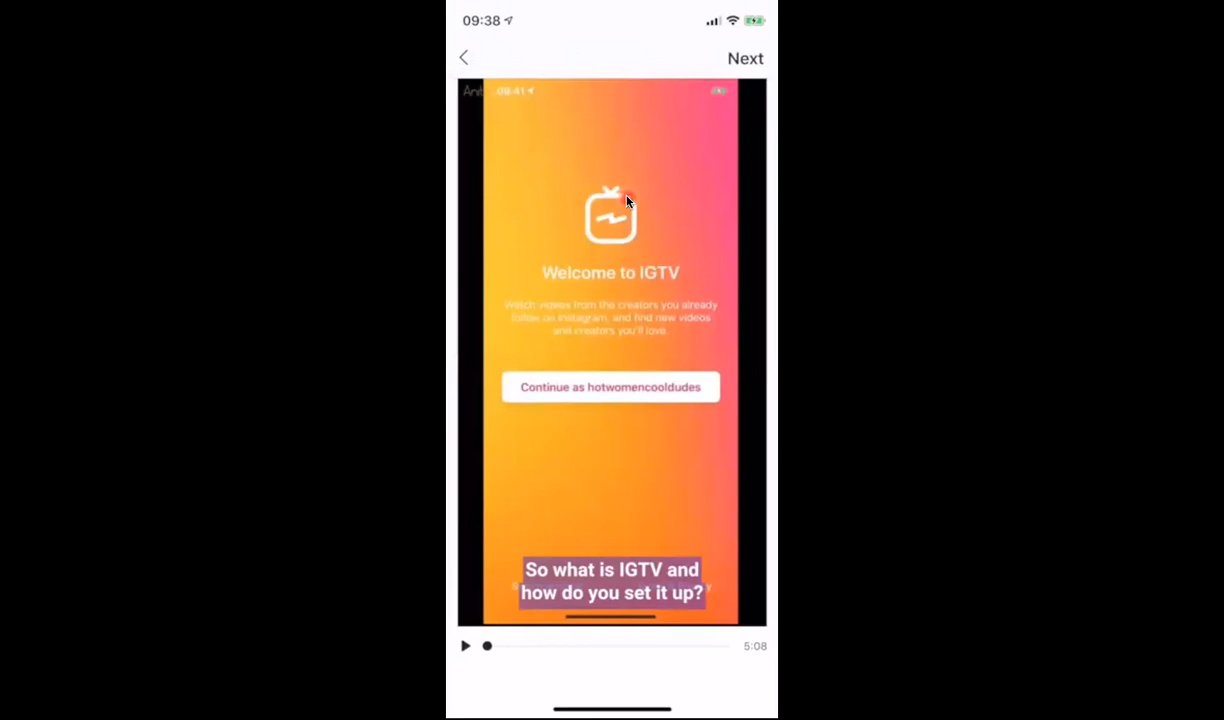 09:38
Next
09:41
Welcome to IGTV
Watch videos from the creators you already
follow on Instagram, and find new videos
and creators you'll love.
Continue as hotwomencooldudes
So what is IGTV and
how do you set it up?
5:08